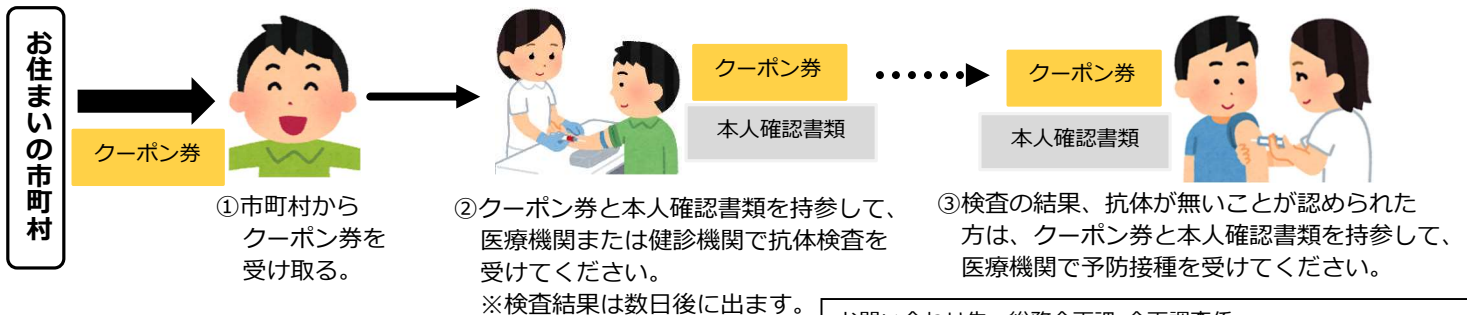 お住まいの市町村
クーポン券
①市町村から
クーポン券を
受け取る。
クーポン券
本人確認書類
②クーポン券と本人確認書類を持参して、
医療機関または健診機関で抗体検査を
受けてください。
※検査結果は数日後に出ます。
クーポン券
本人確認書類
③検査の結果、抗体が無いことが認められた
方は、クーポン券と本人確認書類を持参して、
医療機関で予防接種を受けてください。